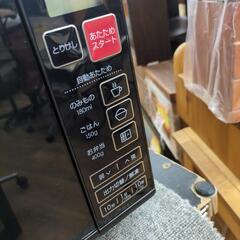 とりけし
あたため
スタート
自動あたため
のみもの
180ml
ごはん
150g
お弁当
400g
弱﹀ ︿強
出力切替/解凍
10分 1分 10秒